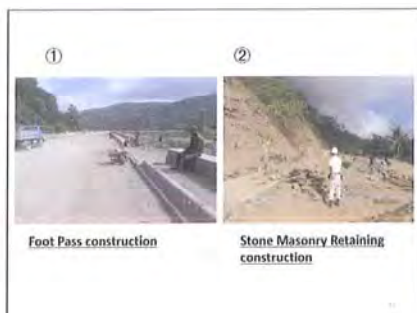 ① ②
Foot Pass construction
Stone Masonry Retaining
construction